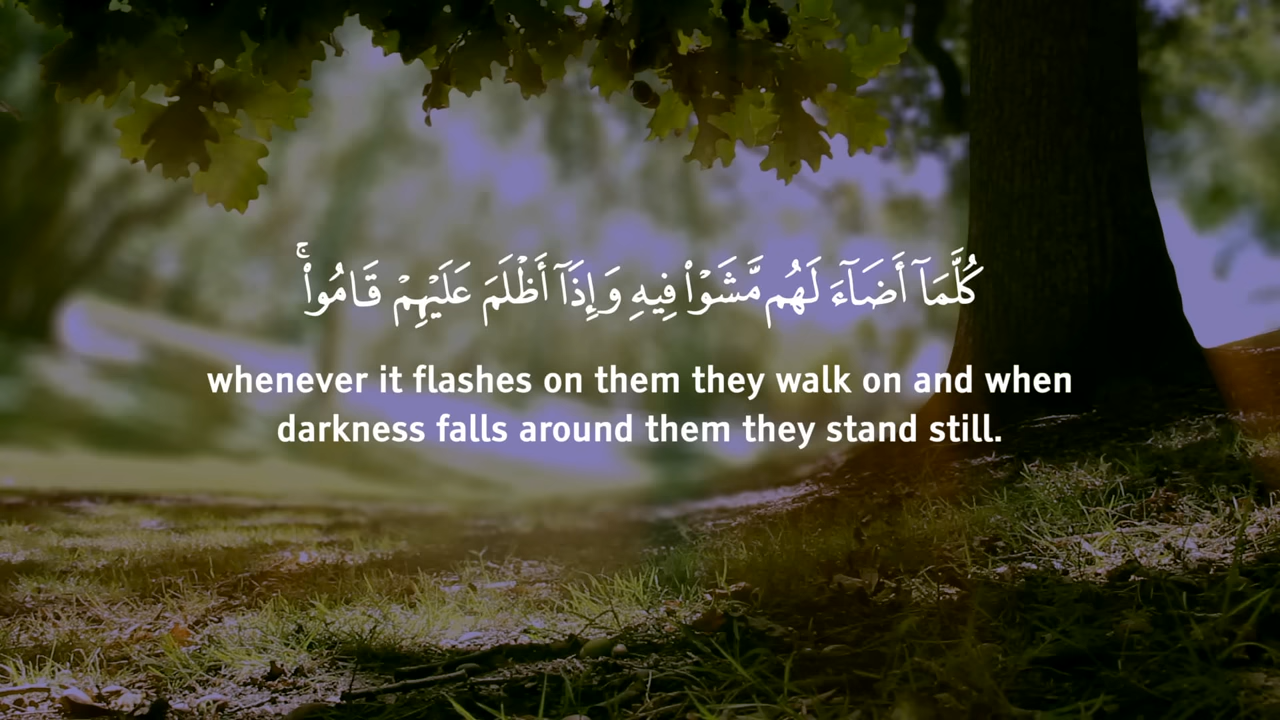 كُلَّمَآ أَضَآءَ لَهُم مَّشَوْا۟ فِيهِ وَإِذَآ أَظْلَمَ عَلَيْهِمْ قَامُوا۟ۚ
whenever it flashes on them they walk on and when
darkness falls around them they stand still.